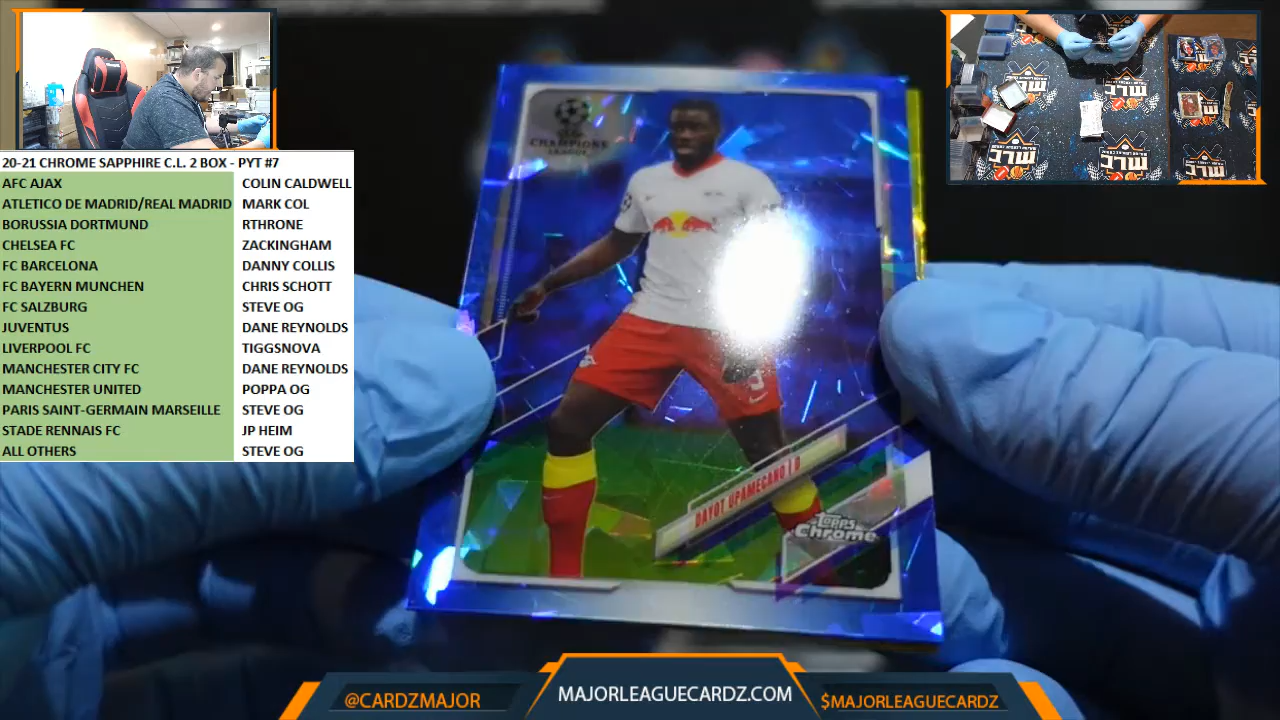 20-21 CHROME SAPPHIRE C.L. 2 BOX - PYT #7
AFC AJAX COLIN CALDWELL
ATLETICO DE MADRID/REAL MADRID MARK COL
BORUSSIA DORTMUND RTHRONE
CHELSEA FC ZACKINGHAM
FC BARCELONA DANNY COLLIS
FC BAYERN MUNCHEN CHRIS SCHOTT
FC SALZBURG STEVE OG
JUVENTUS DANE REYNOLDS
LIVERPOOL FC TIGGSNOVA
MANCHESTER CITY FC DANE REYNOLDS
MANCHESTER UNITED POPPA OG
PARIS SAINT-GERMAIN MARSEILLE STEVE OG
STADE RENNAIS FC JP HEIM
ALL OTHERS STEVE OG
CHAMPIONS
LEAGUE
DAYOT UPAMECANO | D
Topps
Chrome
@CARDZMAJOR
MAJORLEAGUECARDZ.COM
$MAJORLEAGUECARDZ